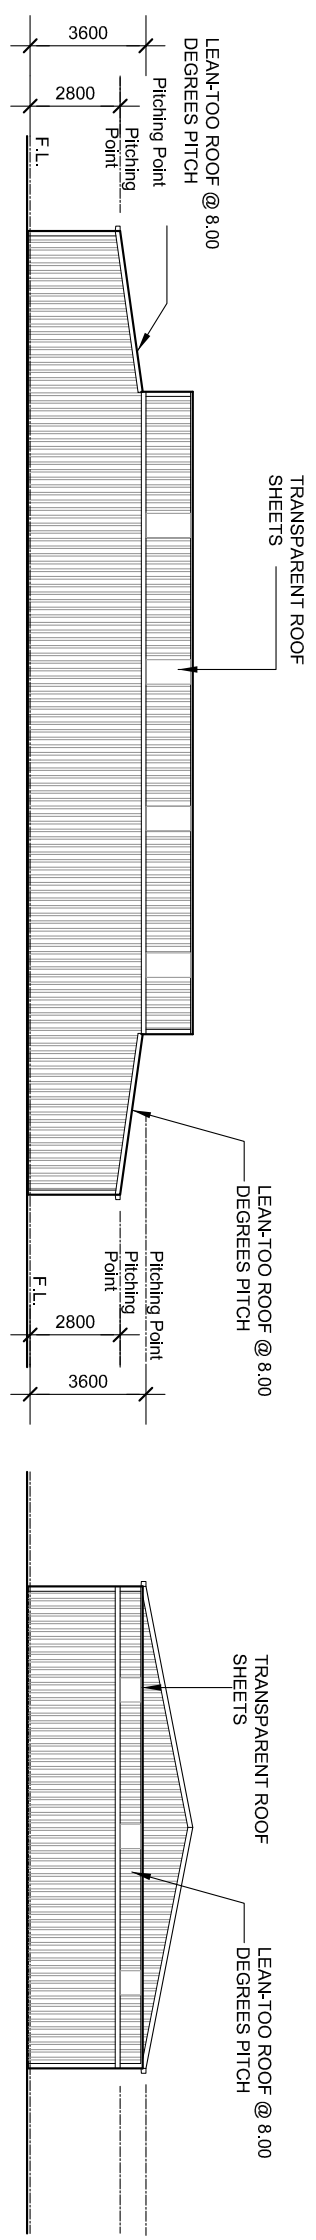 3600
2800
F.L.
Pitching
Point
Pitching Point
LEAN-TOO ROOF @ 8.00
DEGREES PITCH
TRANSPARENT ROOF
SHEETS
LEAN-TOO ROOF @ 8.00
DEGREES PITCH
Pitching Point
Pitching
Point
F.L.
2800
3600
TRANSPARENT ROOF
SHEETS
LEAN-TOO ROOF @ 8.00
DEGREES PITCH